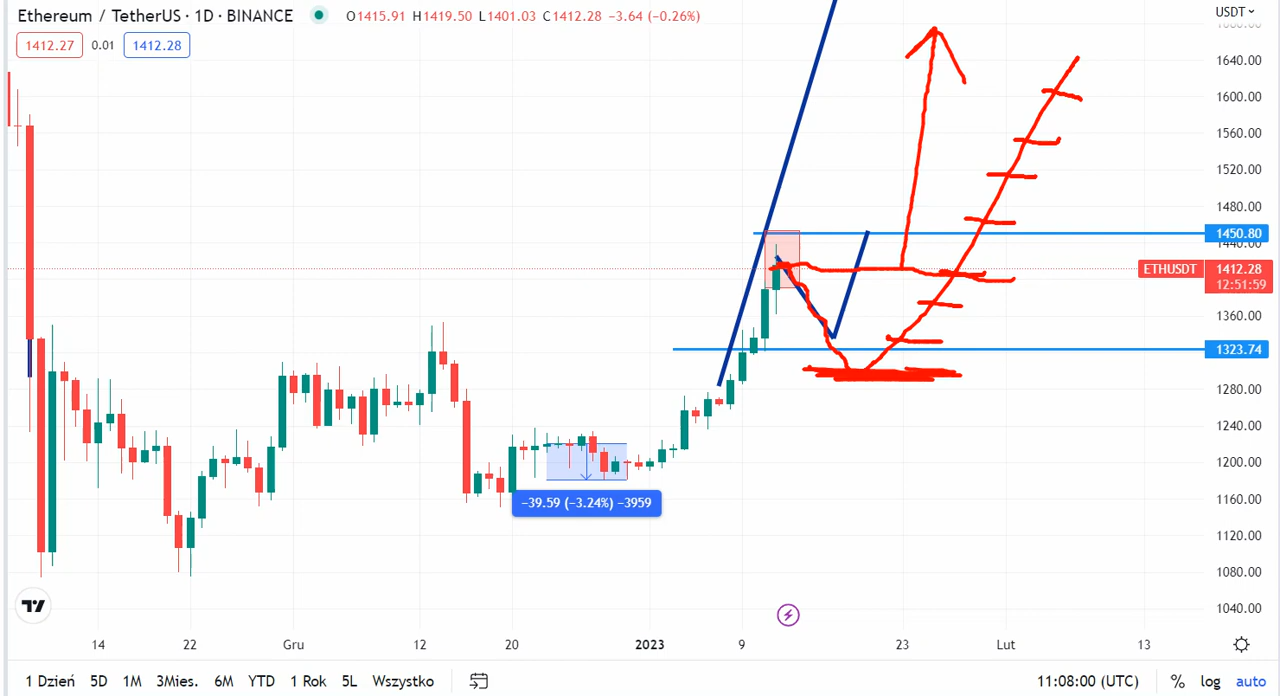 Ethereum / TetherUS · 1D · BINANCE O1415.91 H1419.50 L1401.03 C1412.28 −3.64 (−0.26%)
USDT
1412.27 0.01 1412.28
1640.00
1600.00
1560.00
1520.00
1480.00
1450.80
1440.00
ETHUSDT 1412.28
12:51:59
1360.00
1323.74
1280.00
1240.00
1200.00
−39.59 (−3.24%) −3959
1160.00
1120.00
1080.00
1040.00
14 22 Gru 12 20 2023 9 23 Lut 13
1 Dzień 5D 1M 3Mies. 6M YTD 1 Rok 5L Wszystko 11:08:00 (UTC) % log auto